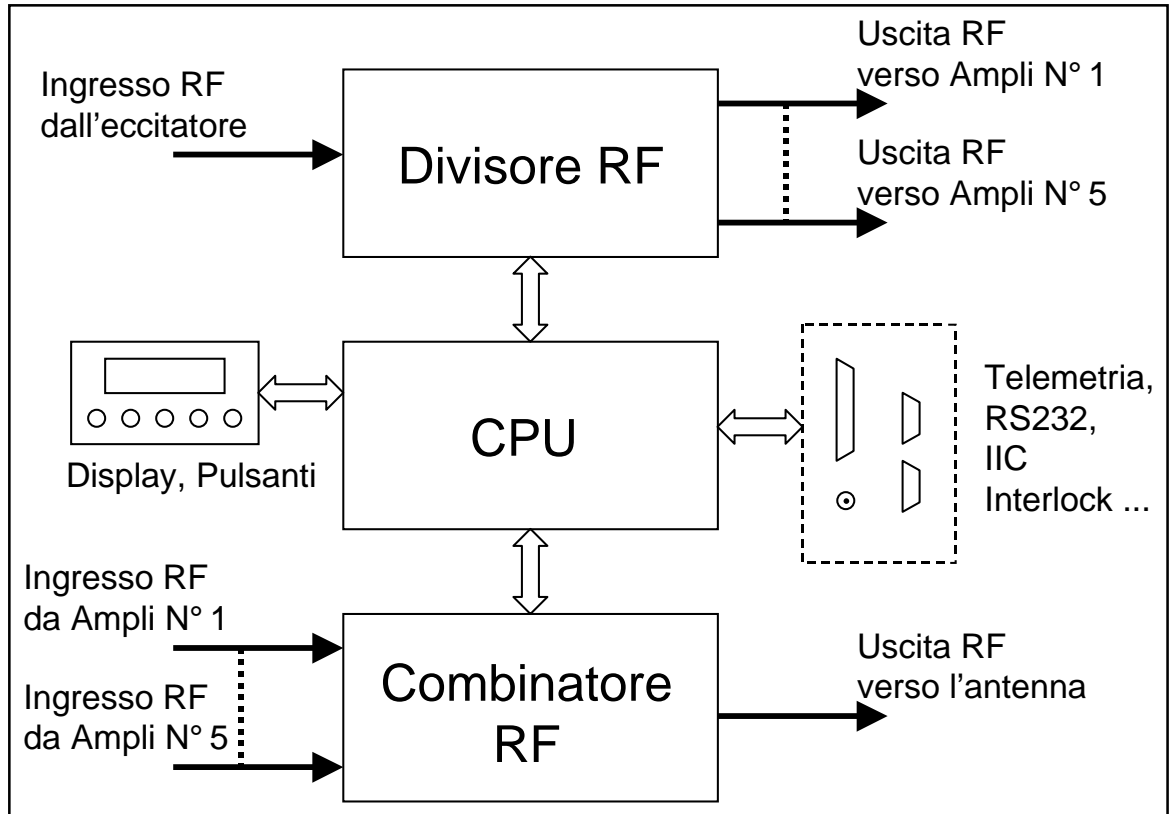 Ingresso RF
dall’eccitatore
Divisore RF
Uscita RF
verso Ampli N° 1
Uscita RF
verso Ampli N° 5
Display, Pulsanti
CPU
Telemetria,
RS232,
IIC
Interlock ...
Ingresso RF
da Ampli N° 1
Ingresso RF
da Ampli N° 5
Combinatore
RF
Uscita RF
verso l’antenna